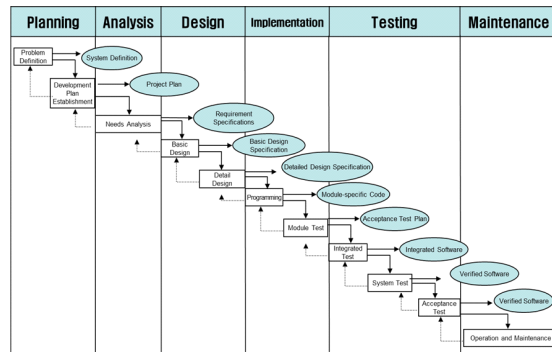 Planning
Analysis
Design
Implementation
Testing
Maintenance
Problem
Definition
System Definition
Development
Plan
Establishment
Project Plan
Needs Analysis
Requirement
Specifications
Basic
Design
Basic Design
Specification
Detail
Design
Detailed Design Specification
Programming
Module-specific Code
Module Test
Acceptance Test Plan
Integrated
Test
Integrated Software
System Test
Verified Software
Acceptance
Test
Verified Software
Operation and Maintenance